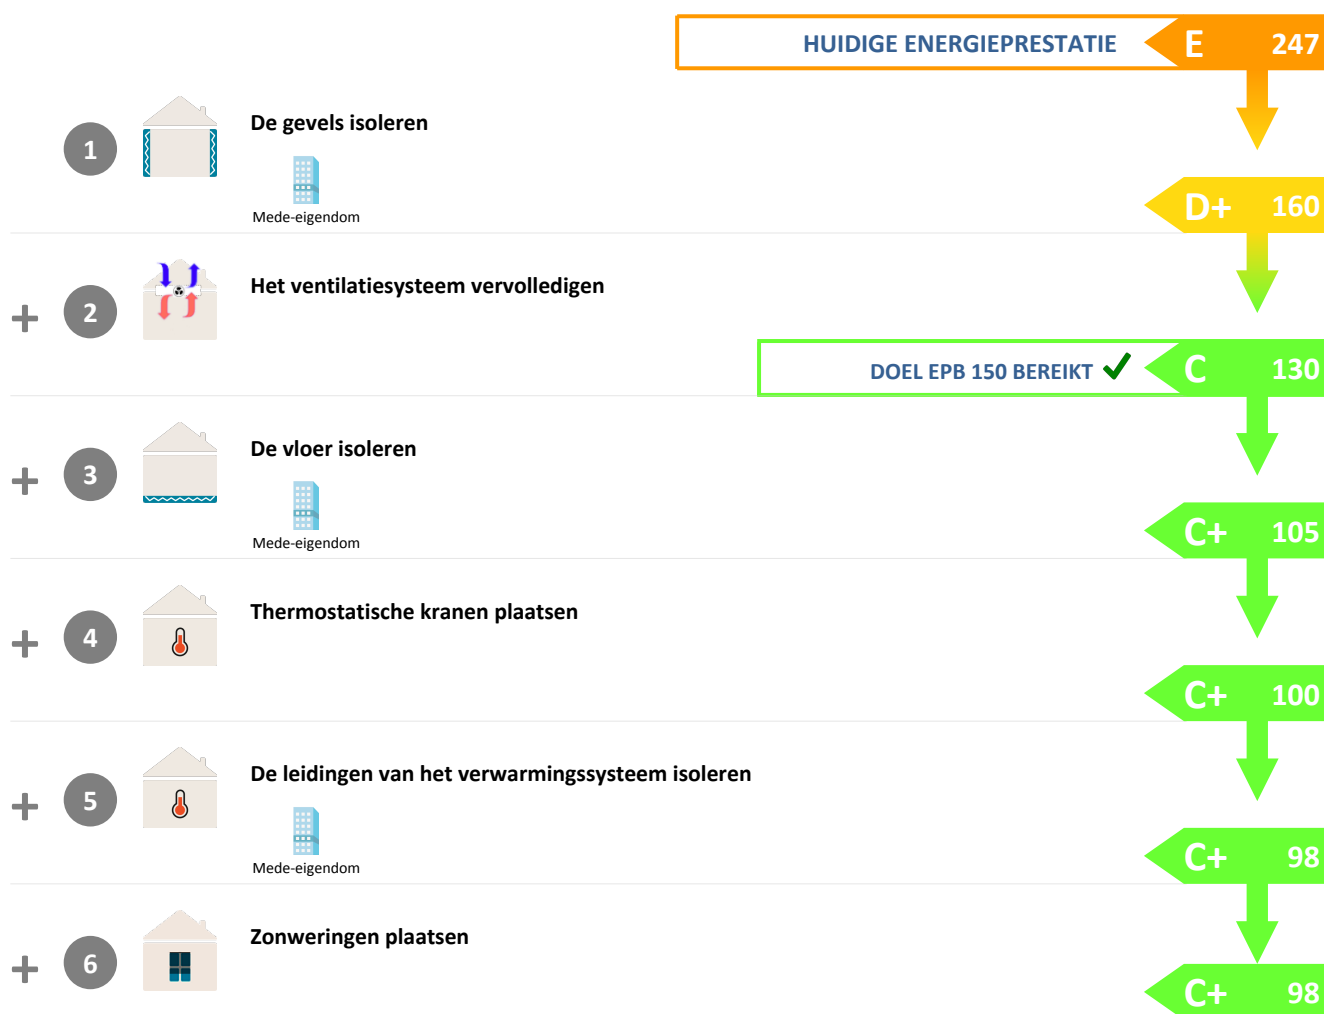 HUIDIGE ENERGIEPRESTATIE E 247
1 De gevels isoleren
Mede-eigendom
D+ 160
+ 2 Het ventilatiesysteem vervolledigen
DOEL EPB 150 BEREIKT C 130
+ 3 De vloer isoleren
Mede-eigendom
C+ 105
+ 4 Thermostatische kranen plaatsen
C+ 100
+ 5 De leidingen van het verwarmingssysteem isoleren
Mede-eigendom
C+ 98
+ 6 Zonweringen plaatsen
C+ 98